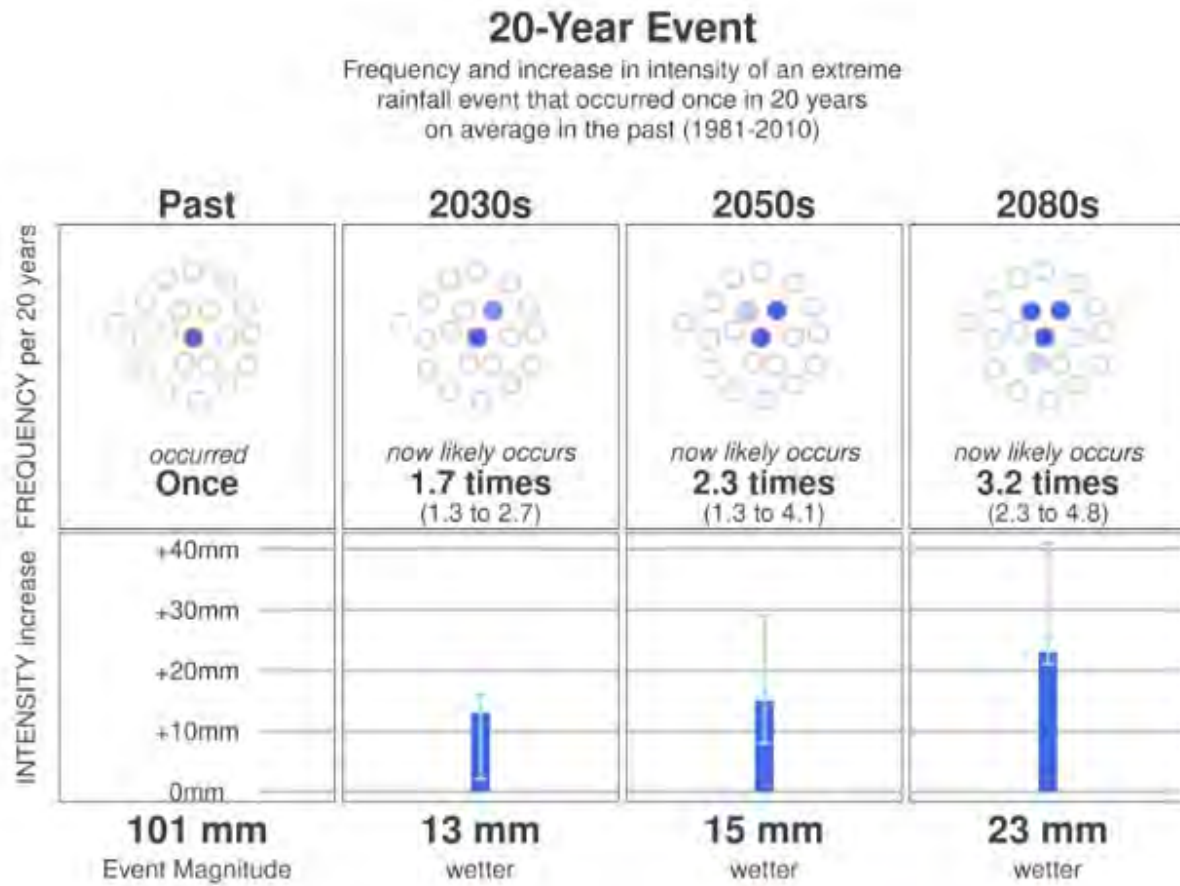 20-Year Event
Frequency and increase in intensity of an extreme
rainfall event that occurred once in 20 years
on average in the past (1981-2010)
Past
2030s
2050s
2080s
FREQUENCY per 20 years
occurred
Once
now likely occurs
1.7 times
(1.3 to 2.7)
now likely occurs
2.3 times
(1.3 to 4.1)
now likely occurs
3.2 times
(2.3 to 4.8)
INTENSITY increase
+40mm
+30mm
+20mm
+10mm
0mm
101 mm
Event Magnitude
13 mm
wetter
15 mm
wetter
23 mm
wetter